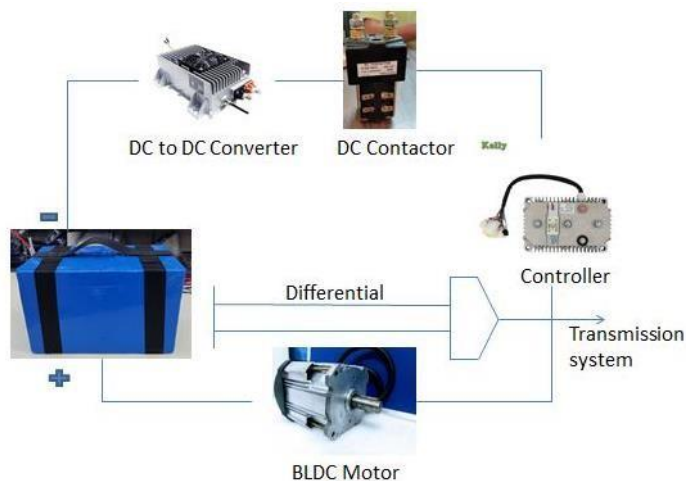 DC to DC Converter
DC Contactor
Kelly
Controller
Differential
Transmission
system
BLDC Motor